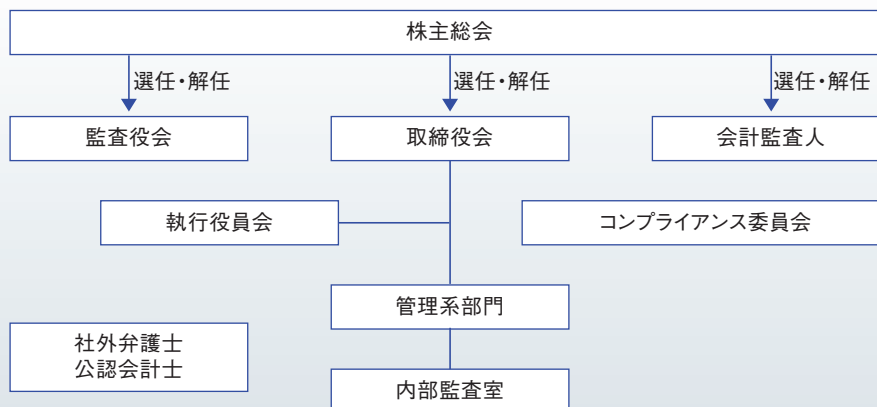 株主総会
選任・解任
選任・解任
選任・解任
監査役会
取締役会
会計監査人
執行役員会
コンプライアンス委員会
管理系部門
社外弁護士
公認会計士
内部監査室